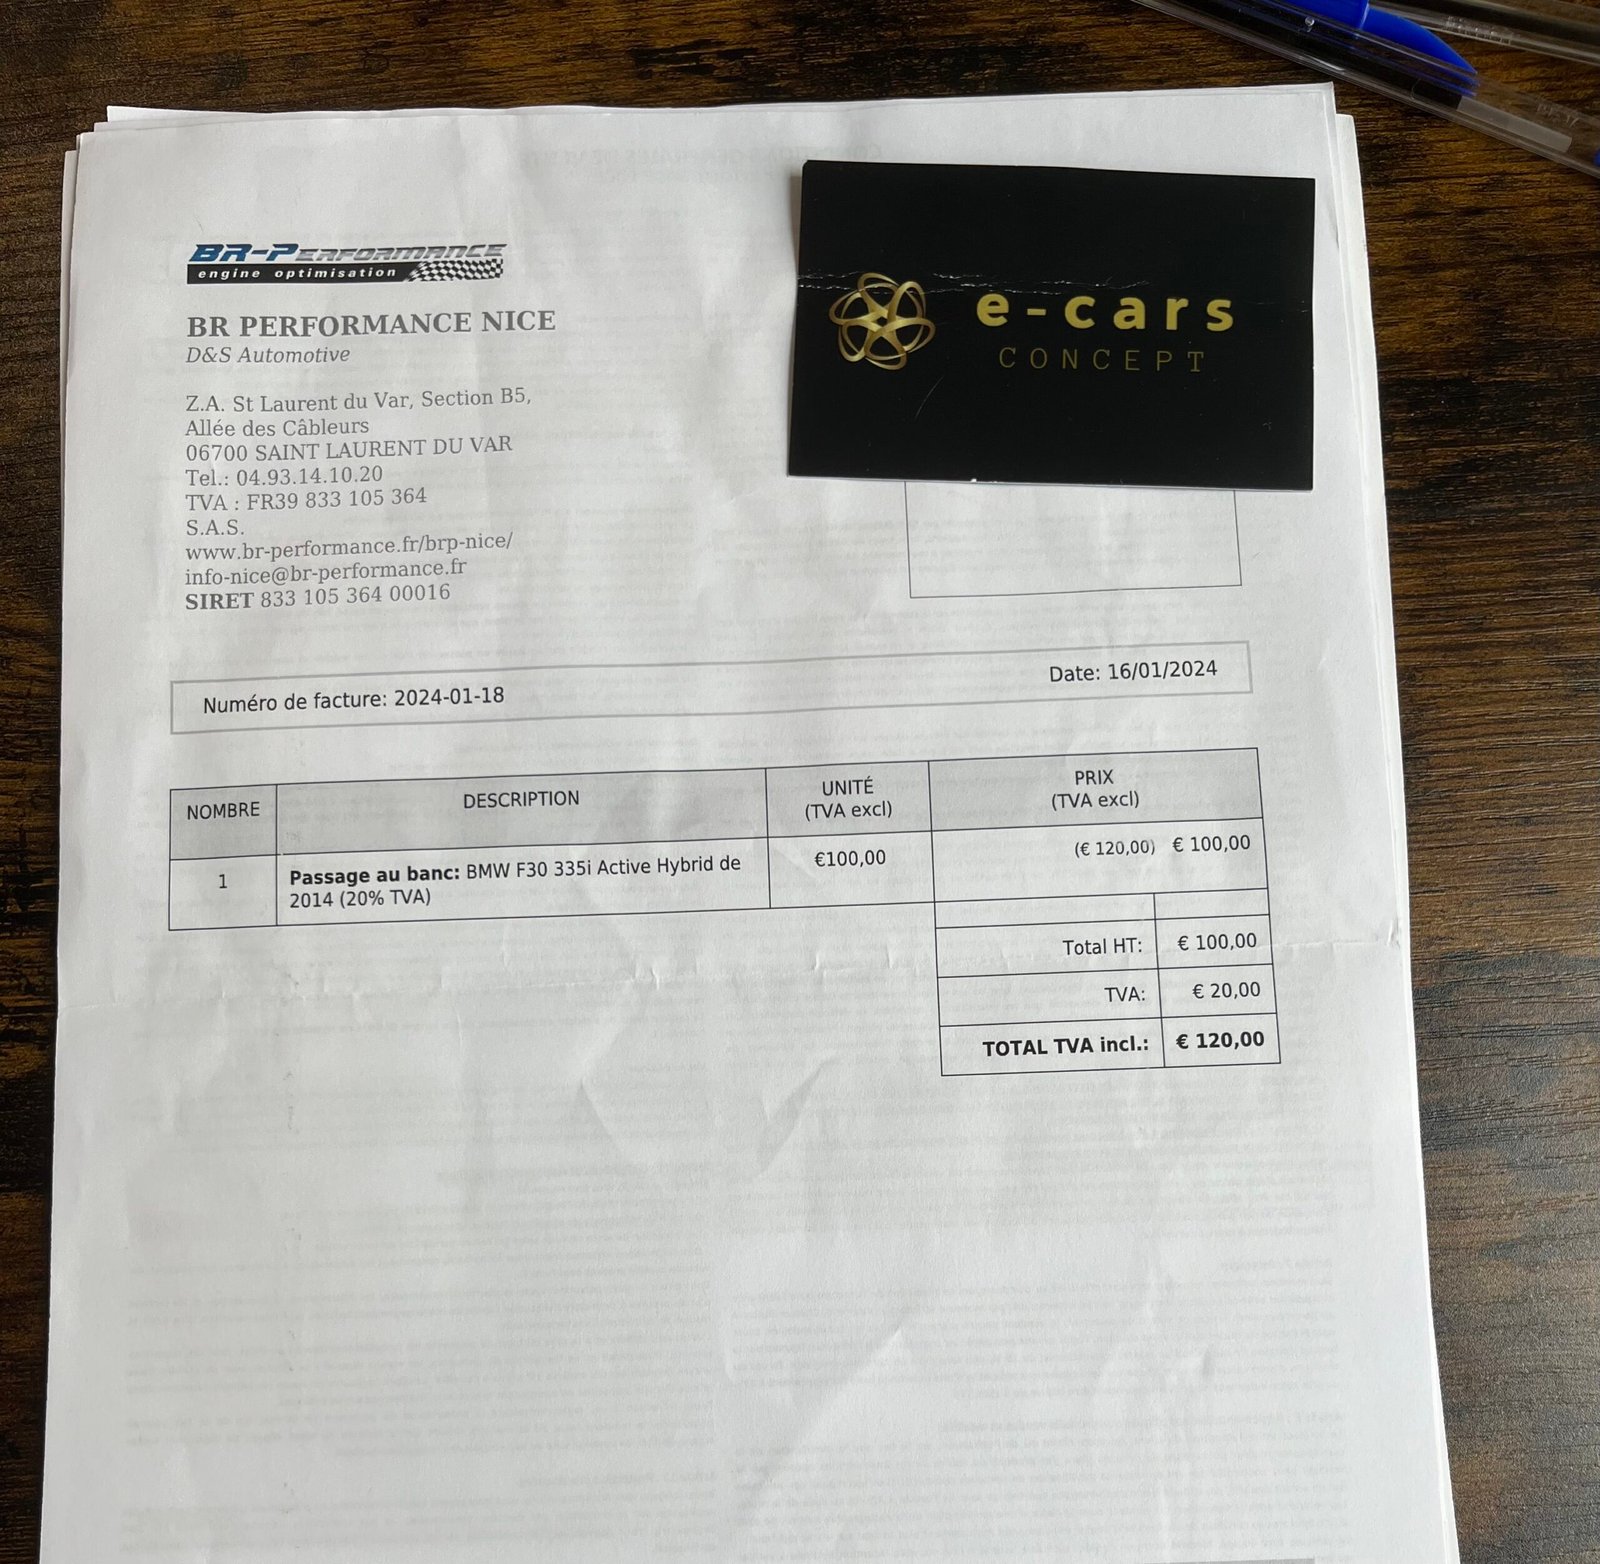 BR-PERFORMANCE
engine optimisation
BR PERFORMANCE NICE
D&S Automotive
Z.A. St Laurent du Var, Section B5,
Allée des Câbleurs
06700 SAINT LAURENT DU VAR
Tel.: 04.93.14.10.20
TVA : FR39 833 105 364
S.A.S.
www.br-performance.fr/brp-nice/
info-nice@br-performance.fr
SIRET 833 105 364 00016
e-cars
CONCEPT
Numéro de facture: 2024-01-18
Date: 16/01/2024
NOMBRE
DESCRIPTION
UNITÉ
(TVA excl)
PRIX
(TVA excl)
1
Passage au banc: BMW F30 335i Active Hybrid de
2014 (20% TVA)
€100,00
(€ 120,00) € 100,00
Total HT: € 100,00
TVA: € 20,00
TOTAL TVA incl.: € 120,00